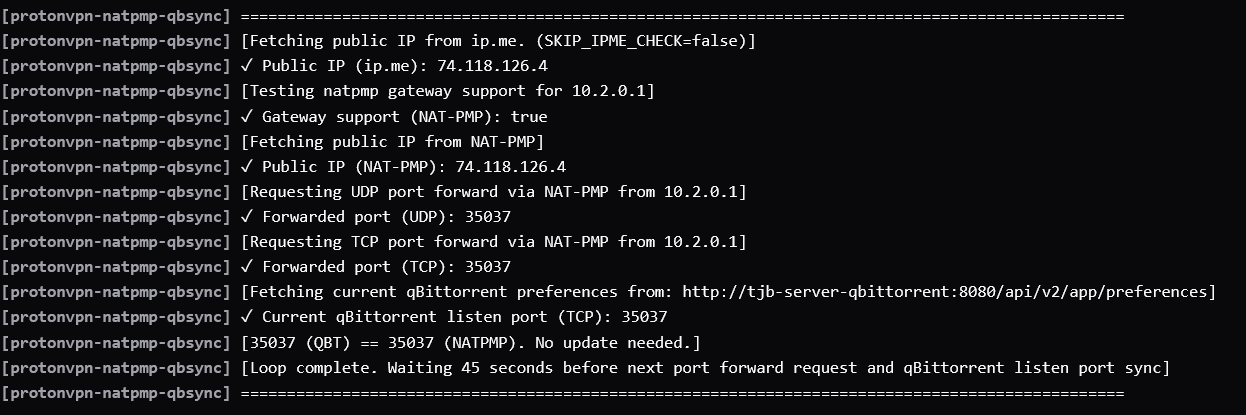 [protonvpn-natpmp-qbsync] ================================================================================================
[protonvpn-natpmp-qbsync] [Fetching public IP from ip.me. (SKIP_IPME_CHECK=false)]
[protonvpn-natpmp-qbsync] ✓ Public IP (ip.me): 74.118.126.4
[protonvpn-natpmp-qbsync] [Testing natpmp gateway support for 10.2.0.1]
[protonvpn-natpmp-qbsync] ✓ Gateway support (NAT-PMP): true
[protonvpn-natpmp-qbsync] [Fetching public IP from NAT-PMP]
[protonvpn-natpmp-qbsync] ✓ Public IP (NAT-PMP): 74.118.126.4
[protonvpn-natpmp-qbsync] [Requesting UDP port forward via NAT-PMP from 10.2.0.1]
[protonvpn-natpmp-qbsync] ✓ Forwarded port (UDP): 35037
[protonvpn-natpmp-qbsync] [Requesting TCP port forward via NAT-PMP from 10.2.0.1]
[protonvpn-natpmp-qbsync] ✓ Forwarded port (TCP): 35037
[protonvpn-natpmp-qbsync] [Fetching current qBittorrent preferences from: http://tjb-server-qbittorrent:8080/api/v2/app/preferences]
[protonvpn-natpmp-qbsync] ✓ Current qBittorrent listen port (TCP): 35037
[protonvpn-natpmp-qbsync] [35037 (QBT) == 35037 (NATPMP). No update needed.]
[protonvpn-natpmp-qbsync] [Loop complete. Waiting 45 seconds before next port forward request and qBittorrent listen port sync]
[protonvpn-natpmp-qbsync] ================================================================================================